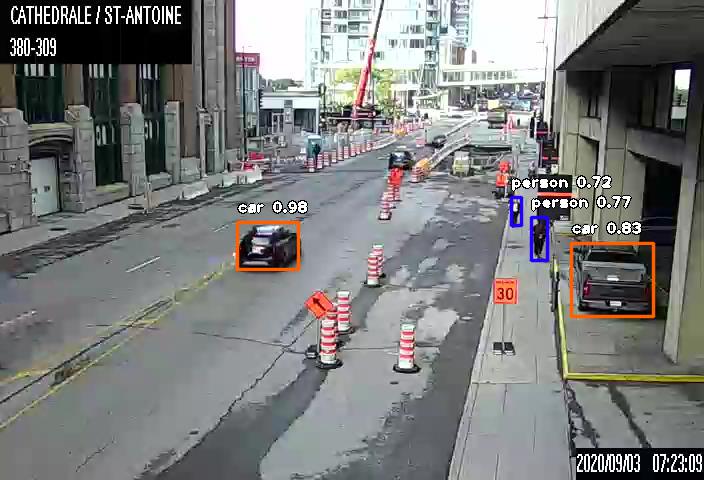 CATHEDRALE / ST-ANTOINE
380-309
person 0.72
person 0.77
car 0.98
car 0.83
30
2020/09/03 07:23:09